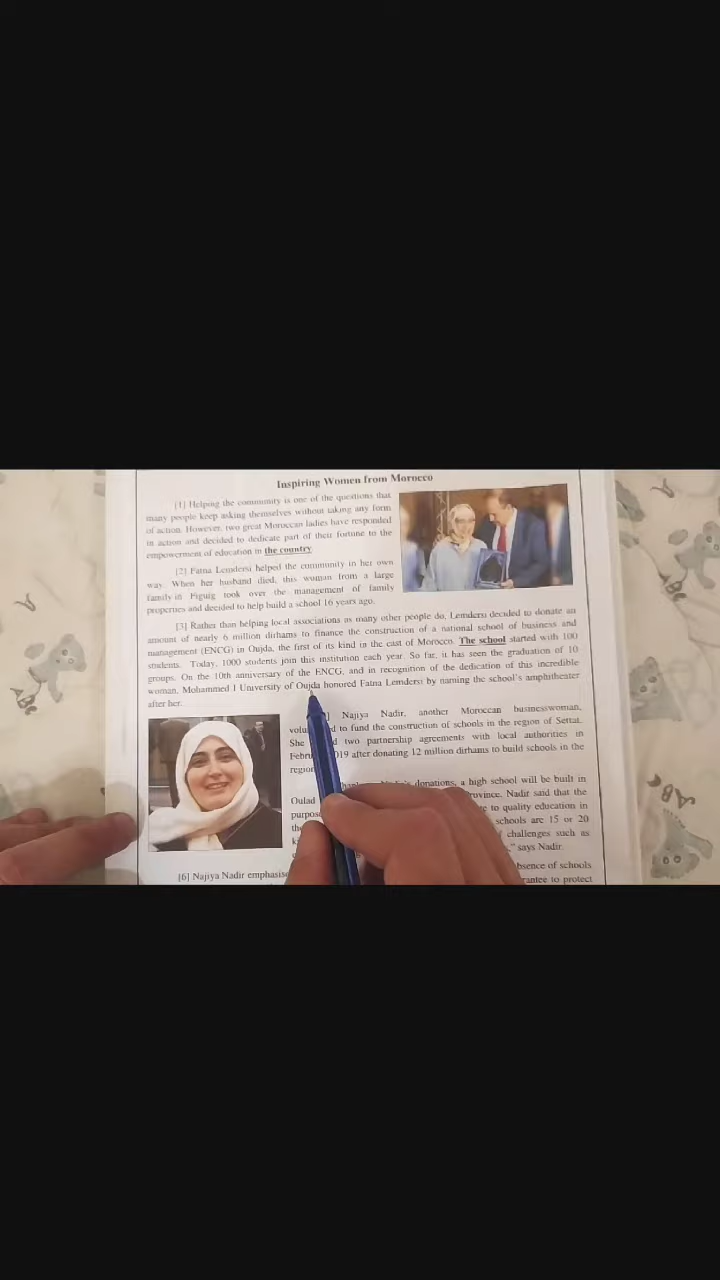 Inspiring Women from Morocco
[1] Helping the community is one of the questions that
many people keep asking themselves without taking any form
of action. However, two great Moroccan ladies have responded
in action and decided to dedicate part of their fortune to the
empowerment of education in the country.
[2] Fatna Lemdersi helped the community in her own
way. When her husband died, this woman from a large
family in Figuig took over the management of family
properties and decided to help build a school 16 years ago.
[3] Rather than helping local associations as many other people do, Lemdersi decided to donate an
amount of nearly 6 million dirhams to finance the construction of a national school of business and
management (ENCG) in Oujda, the first of its kind in the east of Morocco. The school started with 100
students. Today, 1000 students join this institution each year. So far, it has seen the graduation of 10
groups. On the 10th anniversary of the ENCG, and in recognition of the dedication of this incredible
woman, Mohammed I University of Oujda honored Fatna Lemdersi by naming the school's amphitheater
after her.
Najiya Nadir, another Moroccan businesswoman,
to fund the construction of schools in the region of Settat.
She two partnership agreements with local authorities in
19 after donating 12 million dirhams to build schools in the
region
donations, a high school will be built in
Oulad Nadir said that the
to quality education in
schools are 15 or 20
challenges such as
says Nadir.
[6] Najiya Nadir of schools
to protect